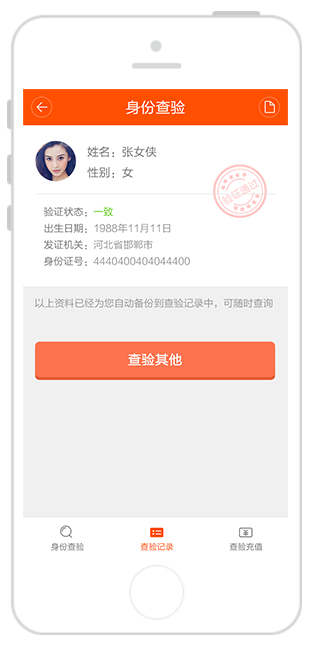 身份查验
姓名：张女侠
性别：女
验证通过
验证状态：一致
出生日期：1988年11月11日
发证机关：河北省邯郸市
身份证号：4440400404044400
以上资料已经为您自动备份到查验记录中，可随时查询
查验其他
身份查验
查验记录
查验充值